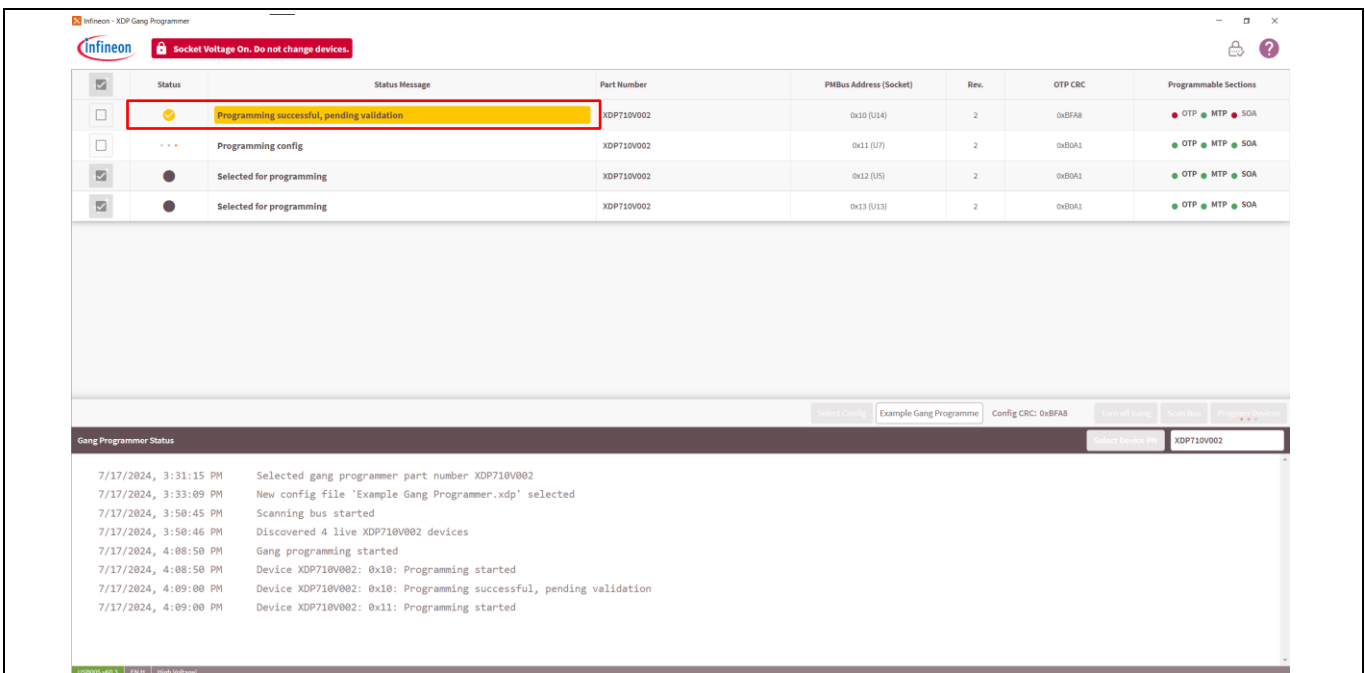 Infineon - XDP Gang Programmer
infineon
Socket Voltage On. Do not change devices.
?
Status Status Message Part Number PMBus Address (Socket) Rev. OTP CRC Programmable Sections
Programming successful, pending validation XDP710V002 0x10 (U14) 2 0xBFA8 OTP MTP SOA
Programming config XDP710V002 0x11 (U7) 2 0xB0A1 OTP MTP SOA
Selected for programming XDP710V002 0x12 (U5) 2 0xB0A1 OTP MTP SOA
Selected for programming XDP710V002 0x13 (U13) 2 0xB0A1 OTP MTP SOA
Select Config Example Gang Programme Config CRC: 0xBFA8 Turn off Gang Scan Bus Program Devices
Gang Programmer Status Select Device PN XDP710V002
7/17/2024, 3:31:15 PM Selected gang programmer part number XDP710V002
7/17/2024, 3:33:09 PM New config file 'Example Gang Programmer.xdp' selected
7/17/2024, 3:50:45 PM Scanning bus started
7/17/2024, 3:50:46 PM Discovered 4 live XDP710V002 devices
7/17/2024, 4:08:50 PM Gang programming started
7/17/2024, 4:08:50 PM Device XDP710V002: 0x10: Programming started
7/17/2024, 4:09:00 PM Device XDP710V002: 0x10: Programming successful, pending validation
7/17/2024, 4:09:00 PM Device XDP710V002: 0x11: Programming started